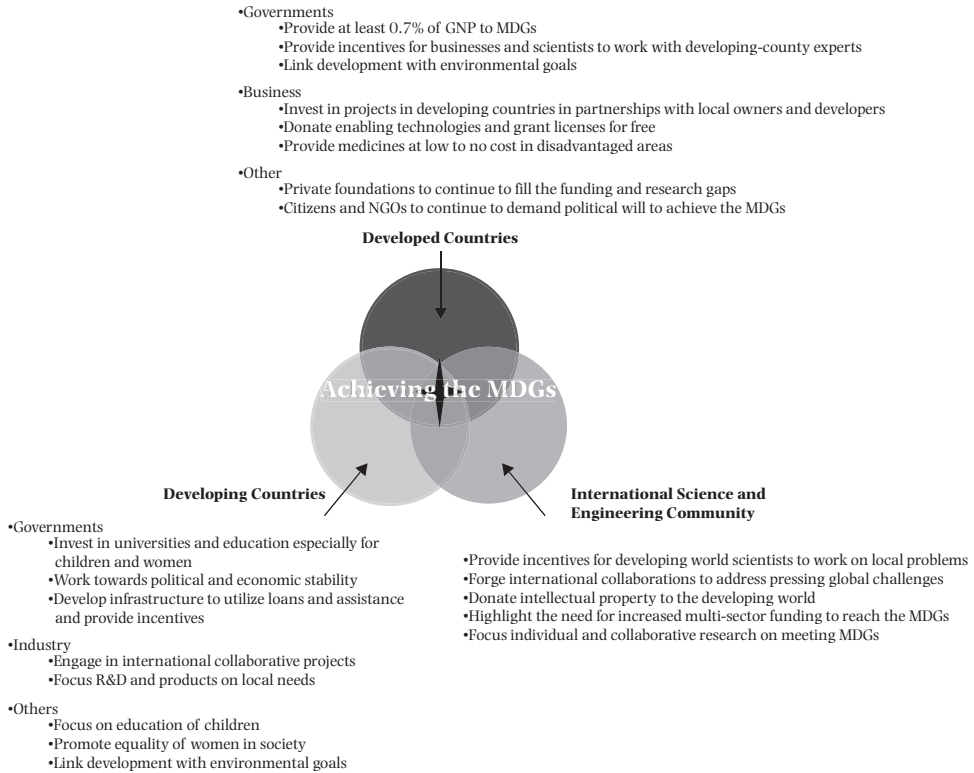 •Governments
•Provide at least 0.7% of GNP to MDGs
•Provide incentives for businesses and scientists to work with developing-county experts
•Link development with environmental goals
•Business
•Invest in projects in developing countries in partnerships with local owners and developers
•Donate enabling technologies and grant licenses for free
•Provide medicines at low to no cost in disadvantaged areas
•Other
•Private foundations to continue to fill the funding and research gaps
•Citizens and NGOs to continue to demand political will to achieve the MDGs
Developed Countries
Achieving the MDGs
Developing Countries
•Governments
•Invest in universities and education especially for
children and women
•Work towards political and economic stability
•Develop infrastructure to utilize loans and assistance
and provide incentives
•Industry
•Engage in international collaborative projects
•Focus R&D and products on local needs
•Others
•Focus on education of children
•Promote equality of women in society
•Link development with environmental goals
International Science and
Engineering Community
•Provide incentives for developing world scientists to work on local problems
•Forge international collaborations to address pressing global challenges
•Donate intellectual property to the developing world
•Highlight the need for increased multi-sector funding to reach the MDGs
•Focus individual and collaborative research on meeting MDGs